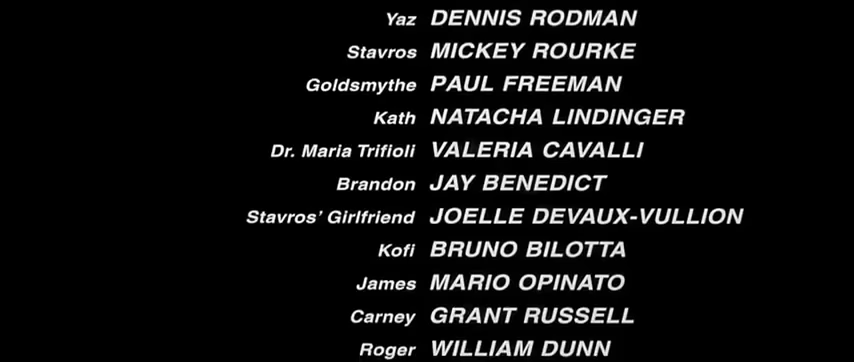 Yaz DENNIS RODMAN
Stavros MICKEY ROURKE
Goldsmythe PAUL FREEMAN
Kath NATACHA LINDINGER
Dr. Maria Trifioli VALERIA CAVALLI
Brandon JAY BENEDICT
Stavros' Girlfriend JOELLE DEVAUX-VULLION
Kofi BRUNO BILOTTA
James MARIO OPINATO
Carney GRANT RUSSELL
Roger WILLIAM DUNN